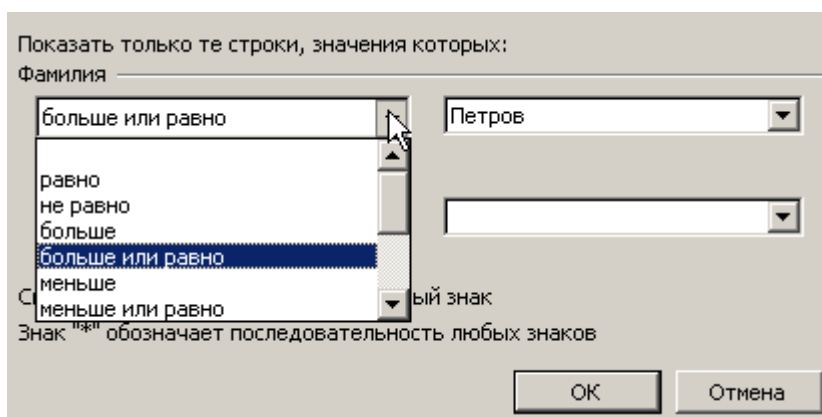 Показать только те строки, значения которых:
Фамилия
больше или равно
Петров
равно
не равно
больше
больше или равно
меньше
меньше или равно
ый знак
Знак "*" обозначает последовательность любых знаков
ОК
Отмена